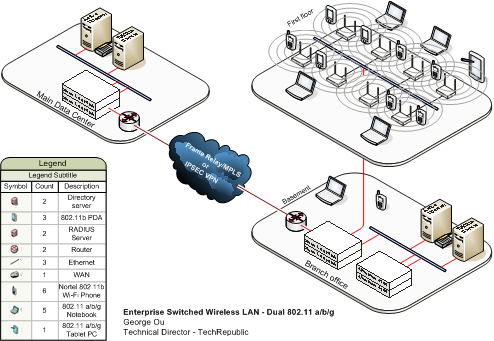 First floor
Main Data Center
Frame Relay/MPLS
or
IPSEC VPN
Basement
Branch office
Legend
Legend Subtitle
Symbol Count Description
2 Directory
server
3 802.11b PDA
2 RADIUS
Server
2 Router
3 Ethernet
1 WAN
6 Nortel 802.11b
Wi-Fi Phone
5 802.11 a/b/g
Notebook
1 802.11 a/b/g
Tablet PC
Enterprise Switched Wireless LAN - Dual 802.11 a/b/g
George Ou
Technical Director - TechRepublic